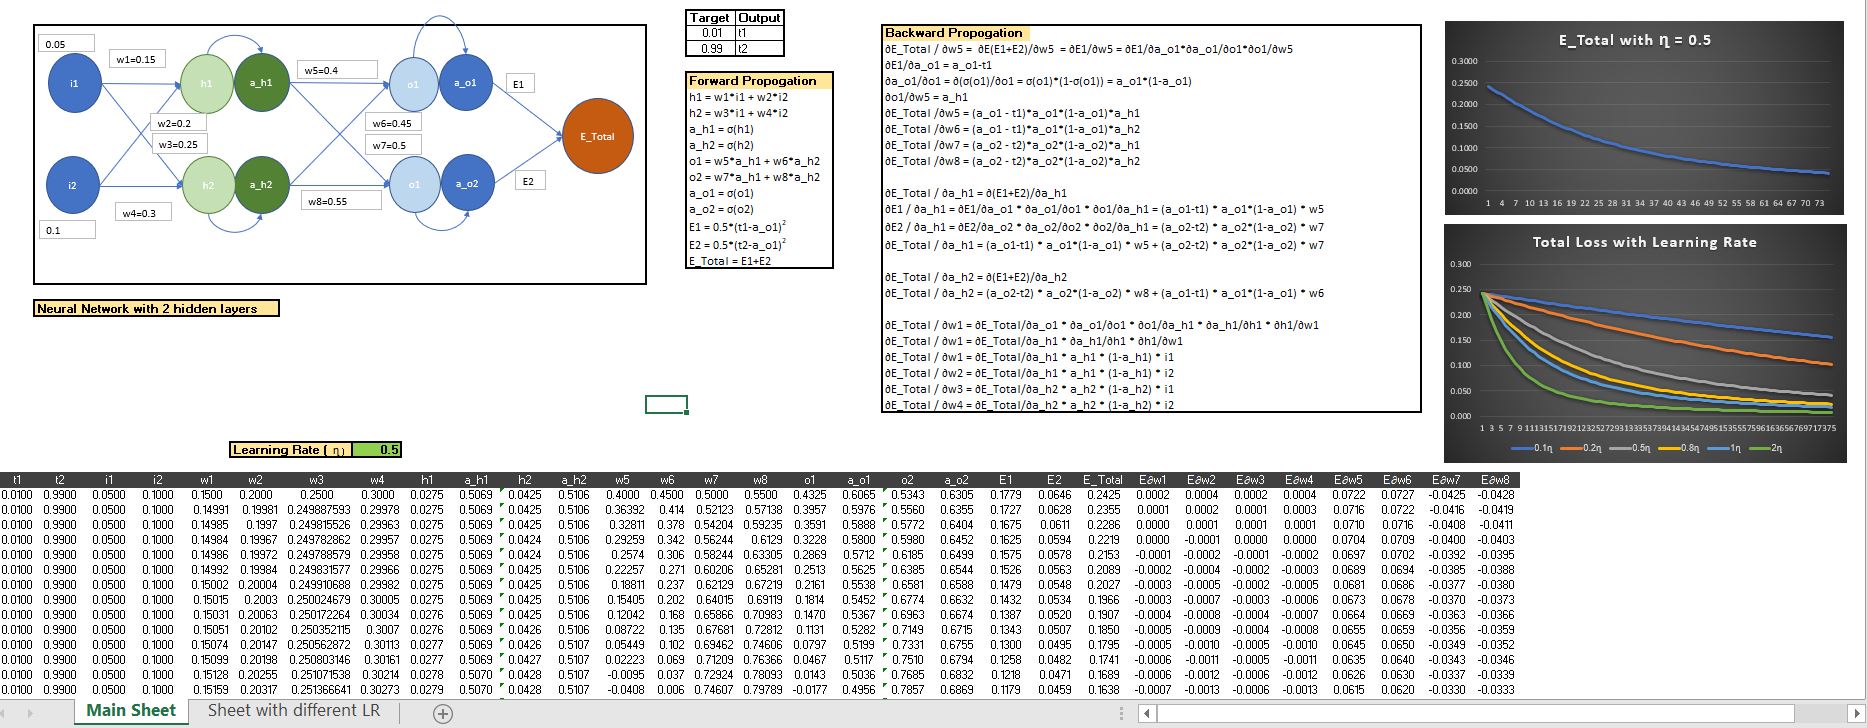 0.05
w1=0.15
i1
h1
a_h1
w5=0.4
o1
a_o1
E1
w2=0.2
w3=0.25
w6=0.45
w7=0.5
E_Total
i2
h2
a_h2
o1
a_o2
E2
w4=0.3
w8=0.55
0.1
Neural Network with 2 hidden layers
Target Output
0.01 t1
0.99 t2
Forward Propogation
h1 = w1*i1 + w2*i2
h2 = w3*i1 + w4*i2
a_h1 = σ(h1)
a_h2 = σ(h2)
o1 = w5*a_h1 + w6*a_h2
o2 = w7*a_h1 + w8*a_h2
a_o1 = σ(o1)
a_o2 = σ(o2)
E1 = 0.5*(t1-a_o1)²
E2 = 0.5*(t2-a_o1)²
E_Total = E1+E2
Backward Propogation
∂E_Total / ∂w5 = ∂E(E1+E2)/∂w5 = ∂E1/∂w5 = ∂E1/∂a_o1*∂a_o1/∂o1*∂o1/∂w5
∂E1/∂a_o1 = a_o1-t1
∂a_o1/∂o1 = ∂(σ(o1)/∂o1 = σ(o1)*(1-σ(o1)) = a_o1*(1-a_o1)
∂o1/∂w5 = a_h1
∂E_Total /∂w5 = (a_o1 - t1)*a_o1*(1-a_o1)*a_h1
∂E_Total /∂w6 = (a_o1 - t1)*a_o1*(1-a_o1)*a_h2
∂E_Total /∂w7 = (a_o2 - t2)*a_o2*(1-a_o2)*a_h1
∂E_Total /∂w8 = (a_o2 - t2)*a_o2*(1-a_o2)*a_h2
∂E_Total / ∂a_h1 = ∂(E1+E2)/∂a_h1
∂E1 / ∂a_h1 = ∂E1/∂a_o1 * ∂a_o1/∂o1 * ∂o1/∂a_h1 = (a_o1-t1) * a_o1*(1-a_o1) * w5
∂E2 / ∂a_h1 = ∂E2/∂a_o2 * ∂a_o2/∂o2 * ∂o2/∂a_h1 = (a_o2-t2) * a_o2*(1-a_o2) * w7
∂E_Total / ∂a_h1 = (a_o1-t1) * a_o1*(1-a_o1) * w5 + (a_o2-t2) * a_o2*(1-a_o2) * w7
∂E_Total / ∂a_h2 = ∂(E1+E2)/∂a_h2
∂E_Total / ∂a_h2 = (a_o2-t2) * a_o2*(1-a_o2) * w8 + (a_o1-t1) * a_o1*(1-a_o1) * w6
∂E_Total / ∂w1 = ∂E_Total/∂a_o1 * ∂a_o1/∂o1 * ∂o1/∂a_h1 * ∂a_h1/∂h1 * ∂h1/∂w1
∂E_Total / ∂w1 = ∂E_Total/∂a_h1 * ∂a_h1/∂h1 * ∂h1/∂w1
∂E_Total / ∂w1 = ∂E_Total/∂a_h1 * a_h1 * (1-a_h1) * i1
∂E_Total / ∂w2 = ∂E_Total/∂a_h1 * a_h1 * (1-a_h1) * i2
∂E_Total / ∂w3 = ∂E_Total/∂a_h2 * a_h2 * (1-a_h2) * i1
∂E_Total / ∂w4 = ∂E_Total/∂a_h2 * a_h2 * (1-a_h2) * i2
E_Total with η = 0.5
0.3000
0.2500
0.2000
0.1500
0.1000
0.0500
0.0000
1 4 7 10 13 16 19 22 25 28 31 34 37 40 43 46 49 52 55 58 61 64 67 70 73
Total Loss with Learning Rate
0.300
0.250
0.200
0.150
0.100
0.050
0.000
1 3 5 7 9 11 13 15 17 19 21 23 25 27 29 31 33 35 37 39 41 43 45 47 49 51 53 55 57 59 61 63 65 67 69 71 73 75
0.1η 0.2η 0.5η 0.8η 1η 2η
Learning Rate ( η) 0.5
t1 t2 i1 i2 w1 w2 w3 w4 h1 a_h1 h2 a_h2 w5 w6 w7 w8 o1 a_o1 o2 a_o2 E1 E2 E_Total E∂w1 E∂w2 E∂w3 E∂w4 E∂w5 E∂w6 E∂w7 E∂w8
0.0100 0.9900 0.0500 0.1000 0.1500 0.2000 0.2500 0.3000 0.0275 0.5069 0.0425 0.5106 0.4000 0.4500 0.5000 0.5500 0.4325 0.6065 0.5343 0.6305 0.1779 0.0646 0.2425 0.0002 0.0004 0.0002 0.0004 0.0722 0.0727 -0.0425 -0.0428
0.0100 0.9900 0.0500 0.1000 0.14991 0.19981 0.249887593 0.29978 0.0275 0.5069 0.0425 0.5106 0.36392 0.414 0.52123 0.57138 0.3957 0.5976 0.5560 0.6355 0.1727 0.0628 0.2355 0.0001 0.0002 0.0001 0.0003 0.0716 0.0722 -0.0416 -0.0419
0.0100 0.9900 0.0500 0.1000 0.14985 0.1997 0.249815526 0.29963 0.0275 0.5069 0.0425 0.5106 0.32811 0.378 0.54204 0.59235 0.3591 0.5888 0.5772 0.6404 0.1675 0.0611 0.2286 0.0000 0.0001 0.0001 0.0001 0.0710 0.0716 -0.0408 -0.0411
0.0100 0.9900 0.0500 0.1000 0.14984 0.19967 0.249782862 0.29957 0.0275 0.5069 0.0424 0.5106 0.29259 0.342 0.56244 0.6129 0.3228 0.5800 0.5980 0.6452 0.1625 0.0594 0.2219 0.0000 -0.0001 0.0000 0.0000 0.0704 0.0709 -0.0400 -0.0403
0.0100 0.9900 0.0500 0.1000 0.14986 0.19972 0.249788579 0.29958 0.0275 0.5069 0.0424 0.5106 0.2574 0.306 0.58244 0.63305 0.2869 0.5712 0.6185 0.6499 0.1575 0.0578 0.2153 -0.0001 -0.0002 -0.0001 -0.0002 0.0697 0.0702 -0.0392 -0.0395
0.0100 0.9900 0.0500 0.1000 0.14992 0.19984 0.249831577 0.29966 0.0275 0.5069 0.0425 0.5106 0.22257 0.271 0.60206 0.65281 0.2513 0.5625 0.6385 0.6544 0.1526 0.0563 0.2089 -0.0002 -0.0004 -0.0002 -0.0003 0.0689 0.0694 -0.0385 -0.0388
0.0100 0.9900 0.0500 0.1000 0.15002 0.20004 0.249910688 0.29982 0.0275 0.5069 0.0425 0.5106 0.18811 0.237 0.62129 0.67219 0.2161 0.5538 0.6581 0.6588 0.1479 0.0548 0.2027 -0.0003 -0.0005 -0.0002 -0.0005 0.0681 0.0686 -0.0377 -0.0380
0.0100 0.9900 0.0500 0.1000 0.15015 0.2003 0.250024679 0.30005 0.0275 0.5069 0.0425 0.5106 0.15405 0.202 0.64015 0.69119 0.1814 0.5452 0.6774 0.6632 0.1432 0.0534 0.1966 -0.0003 -0.0007 -0.0003 -0.0006 0.0673 0.0678 -0.0370 -0.0373
0.0100 0.9900 0.0500 0.1000 0.15031 0.20063 0.250172264 0.30034 0.0276 0.5069 0.0425 0.5106 0.12042 0.168 0.65866 0.70983 0.1470 0.5367 0.6963 0.6674 0.1387 0.0520 0.1907 -0.0004 -0.0008 -0.0004 -0.0007 0.0664 0.0669 -0.0363 -0.0366
0.0100 0.9900 0.0500 0.1000 0.15051 0.20102 0.250352115 0.3007 0.0276 0.5069 0.0426 0.5106 0.08722 0.135 0.67681 0.72812 0.1131 0.5282 0.7149 0.6715 0.1343 0.0507 0.1850 -0.0005 -0.0009 -0.0004 -0.0008 0.0655 0.0659 -0.0356 -0.0359
0.0100 0.9900 0.0500 0.1000 0.15074 0.20147 0.250562872 0.30113 0.0277 0.5069 0.0426 0.5107 0.05449 0.102 0.69462 0.74606 0.0797 0.5199 0.7331 0.6755 0.1300 0.0495 0.1795 -0.0005 -0.0010 -0.0005 -0.0010 0.0645 0.0650 -0.0349 -0.0352
0.0100 0.9900 0.0500 0.1000 0.15099 0.20198 0.250803146 0.30161 0.0277 0.5069 0.0427 0.5107 0.02223 0.069 0.71209 0.76366 0.0467 0.5117 0.7510 0.6794 0.1258 0.0482 0.1741 -0.0006 -0.0011 -0.0005 -0.0011 0.0635 0.0640 -0.0343 -0.0346
0.0100 0.9900 0.0500 0.1000 0.15128 0.20255 0.251071538 0.30214 0.0278 0.5070 0.0428 0.5107 -0.0095 0.037 0.72924 0.78093 0.0143 0.5036 0.7685 0.6832 0.1218 0.0471 0.1689 -0.0006 -0.0012 -0.0006 -0.0012 0.0626 0.0630 -0.0337 -0.0339
0.0100 0.9900 0.0500 0.1000 0.15159 0.20317 0.251366641 0.30273 0.0279 0.5070 0.0428 0.5107 -0.0408 0.006 0.74607 0.79789 -0.0177 0.4956 0.7857 0.6869 0.1179 0.0459 0.1638 -0.0007 -0.0013 -0.0006 -0.0013 0.0615 0.0620 -0.0330 -0.0333
Main Sheet Sheet with different LR